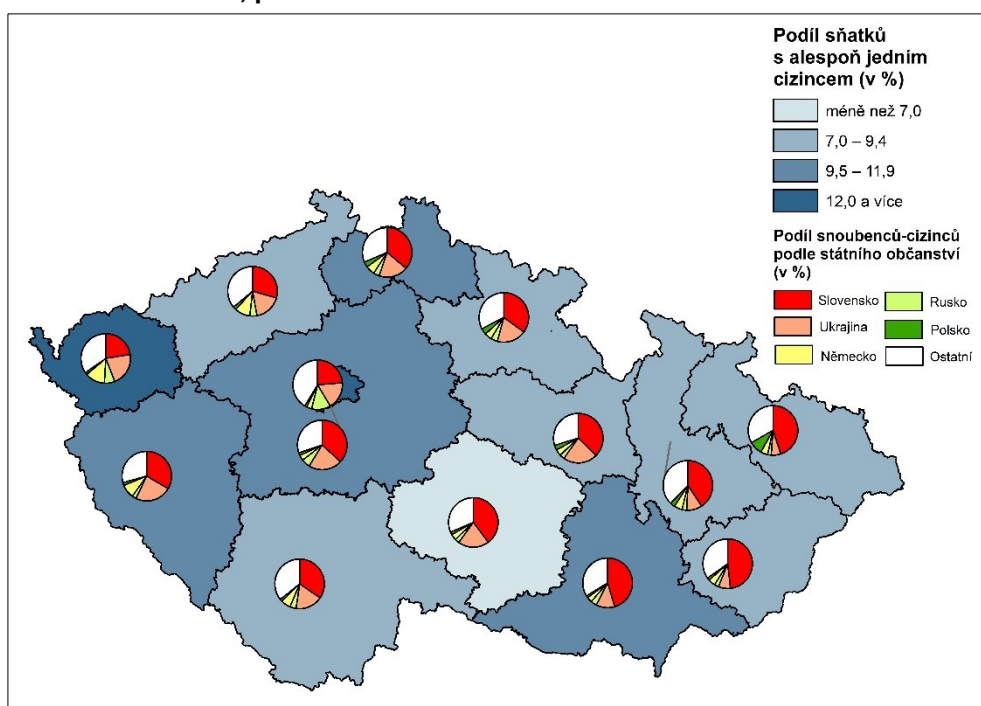 Podíl sňatků
s alespoň jedním
cizincem (v %)
méně než 7,0
7,0 – 9,4
9,5 – 11,9
12,0 a více
Podíl snoubenců-cizinců
podle státního občanství
(v %)
Slovensko
Rusko
Ukrajina
Polsko
Německo
Ostatní